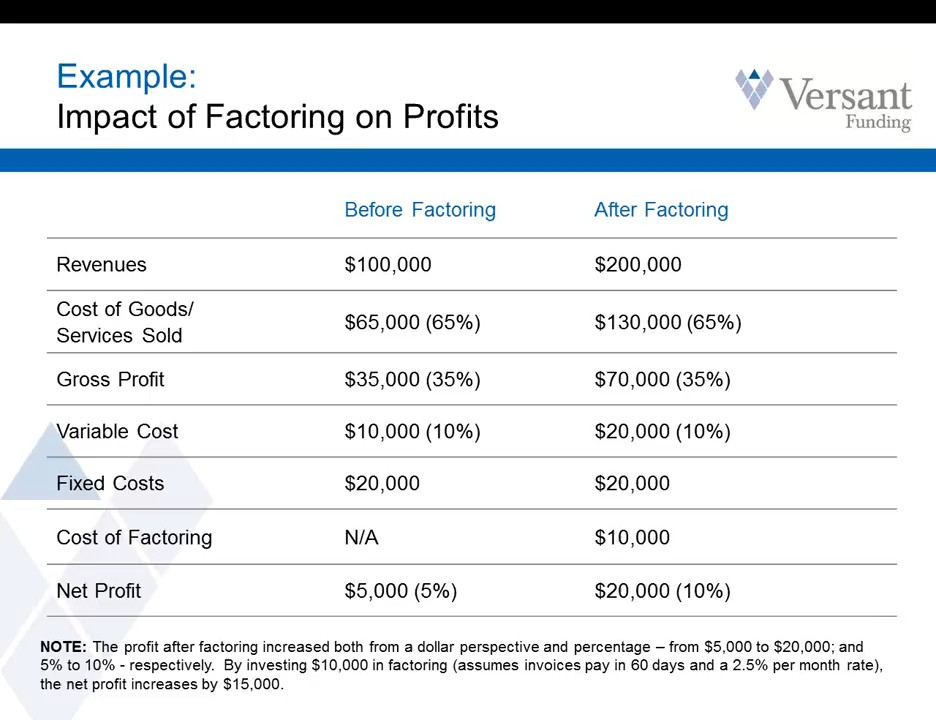 Example:
Impact of Factoring on Profits
Versant
Funding
Before Factoring After Factoring
Revenues $100,000 $200,000
Cost of Goods/
Services Sold $65,000 (65%) $130,000 (65%)
Gross Profit $35,000 (35%) $70,000 (35%)
Variable Cost $10,000 (10%) $20,000 (10%)
Fixed Costs $20,000 $20,000
Cost of Factoring N/A $10,000
Net Profit $5,000 (5%) $20,000 (10%)
NOTE: The profit after factoring increased both from a dollar perspective and percentage – from $5,000 to $20,000; and
5% to 10% - respectively. By investing $10,000 in factoring (assumes invoices pay in 60 days and a 2.5% per month rate),
the net profit increases by $15,000.